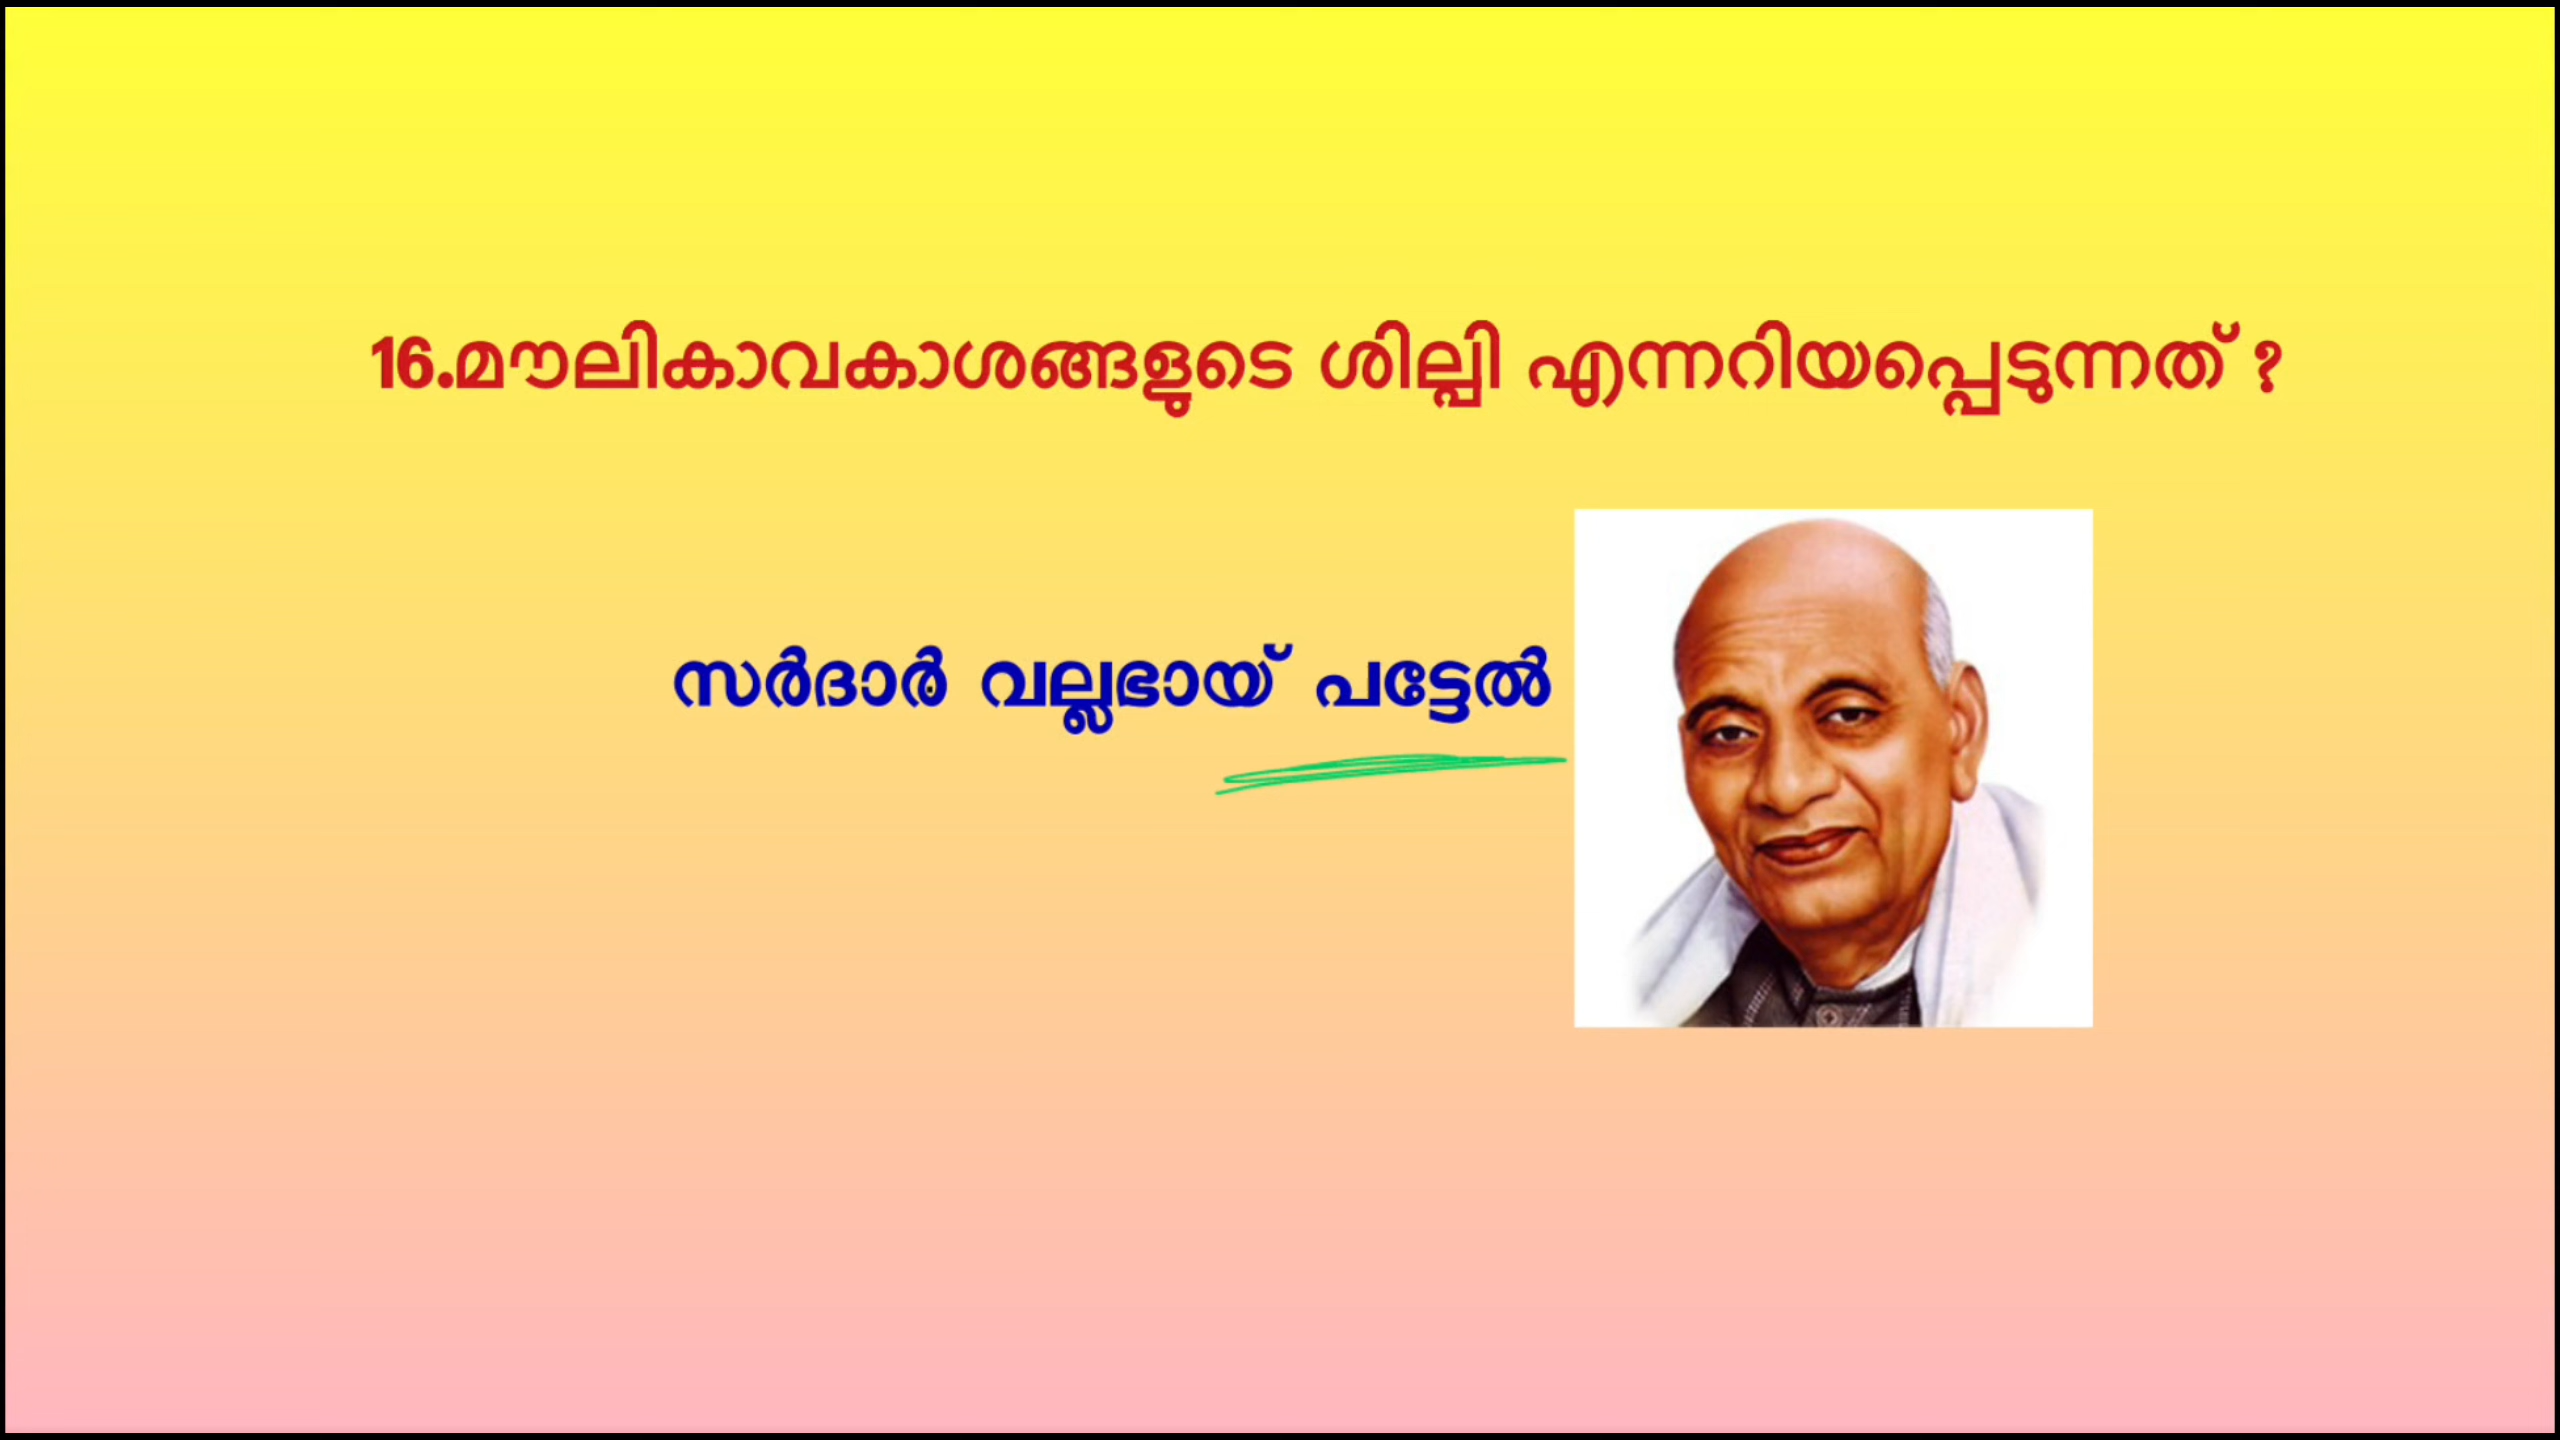 16.മൗലികാവകാശങ്ങളുടെ ശില്പി എന്നറിയപ്പെടുന്നത് ?
സർദാർ വല്ലഭായ് പട്ടേൽ